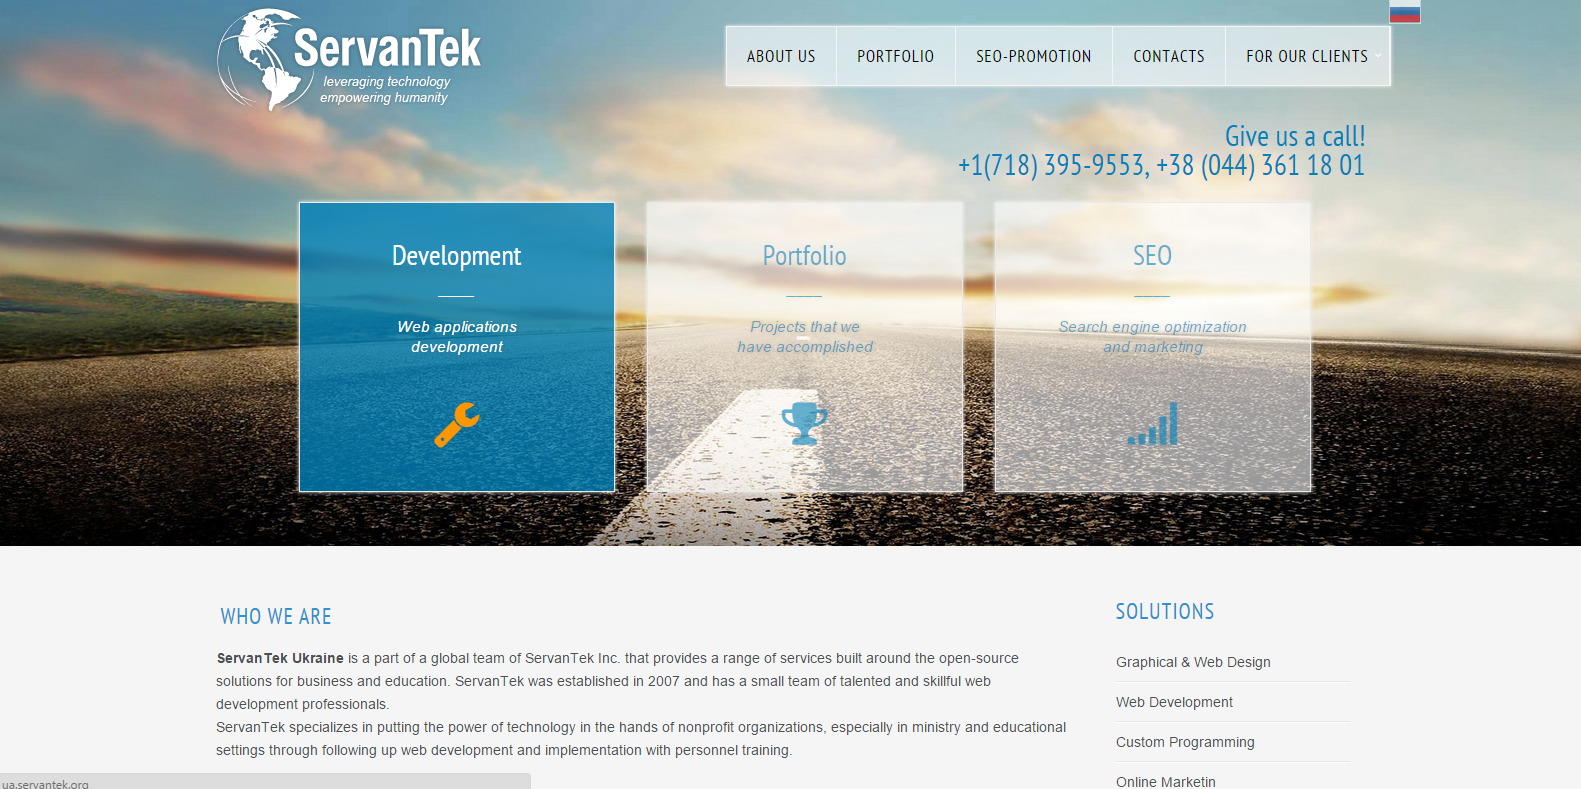 ServanTek
leveraging technology
empowering humanity
ABOUT US
PORTFOLIO
SEO-PROMOTION
CONTACTS
FOR OUR CLIENTS
Give us a call!
+1(718) 395-9553, +38 (044) 361 18 01
Development
Web applications
development
Portfolio
Projects that we
have accomplished
SEO
Search engine optimization
and marketing
WHO WE ARE
ServanTek Ukraine is a part of a global team of ServanTek Inc. that provides a range of services built around the open-source
solutions for business and education. ServanTek was established in 2007 and has a small team of talented and skillful web
development professionals.
ServanTek specializes in putting the power of technology in the hands of nonprofit organizations, especially in ministry and educational
settings through following up web development and implementation with personnel training.
SOLUTIONS
Graphical & Web Design
Web Development
Custom Programming
Online Marketin
ua.servantek.org